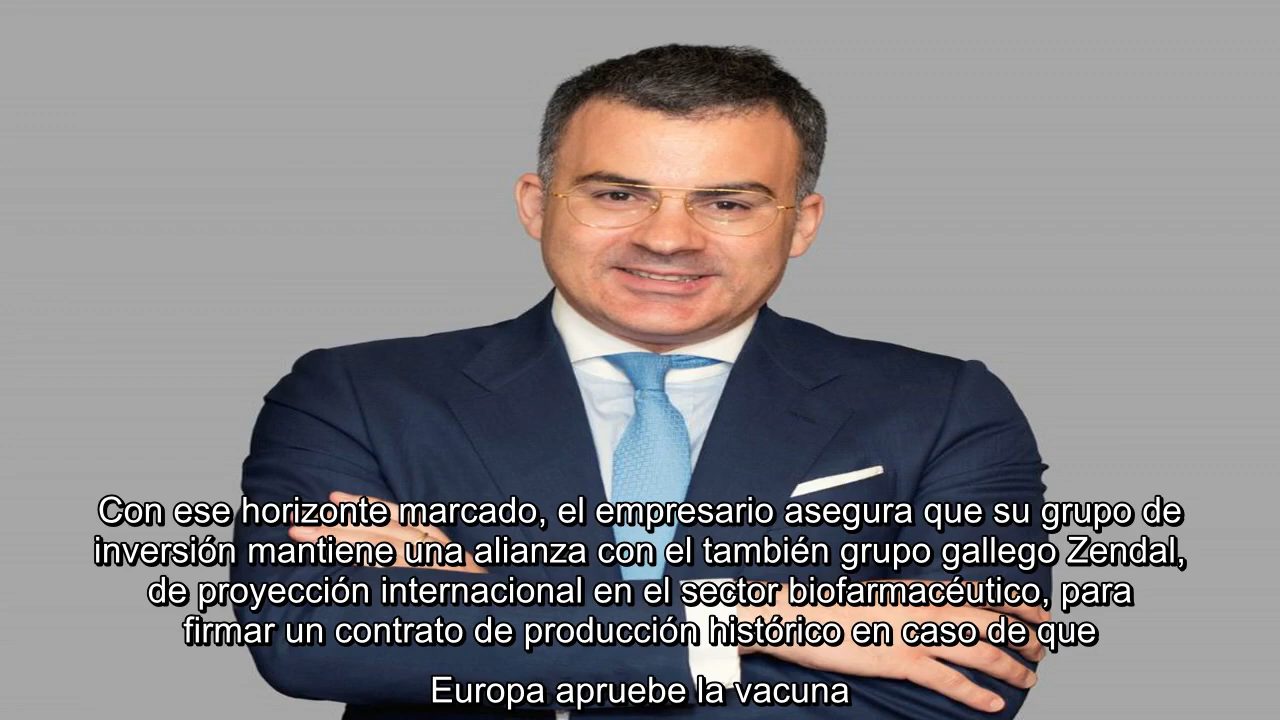 Con ese horizonte marcado, el empresario asegura que su grupo de
inversión mantiene una alianza con el también grupo gallego Zendal,
de proyección internacional en el sector biofarmacéutico, para
firmar un contrato de producción histórico en caso de que
Europa apruebe la vacuna